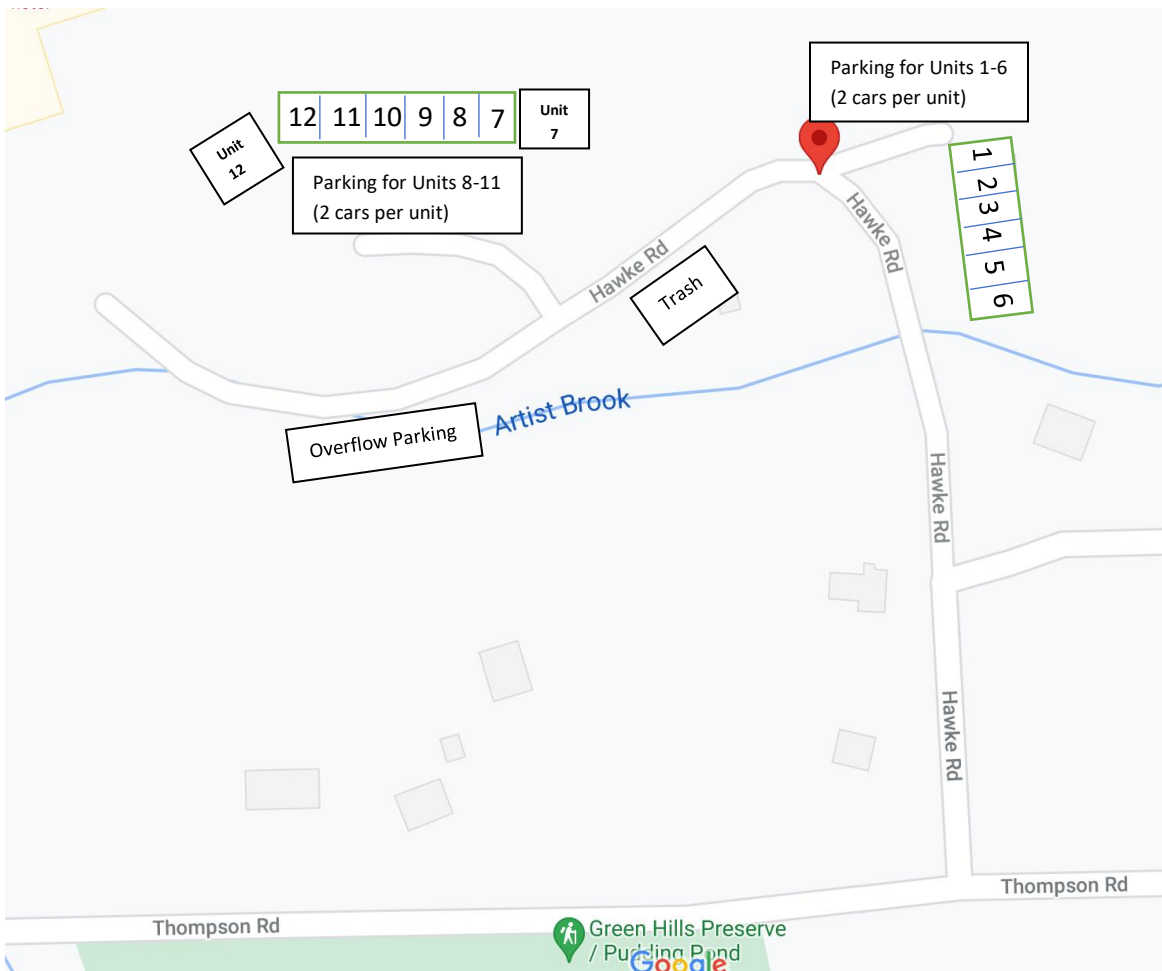 Parking for Units 1-6
(2 cars per unit)
12 11 10 9 8 7
Unit
7
Unit
12
Parking for Units 8-11
(2 cars per unit)
1
2
3
4
5
6
Hawke Rd
Hawke Rd
Trash
Artist Brook
Overflow Parking
Hawke Rd
Hawke Rd
Thompson Rd
Thompson Rd
Green Hills Preserve
/ Pudding Pond
Google